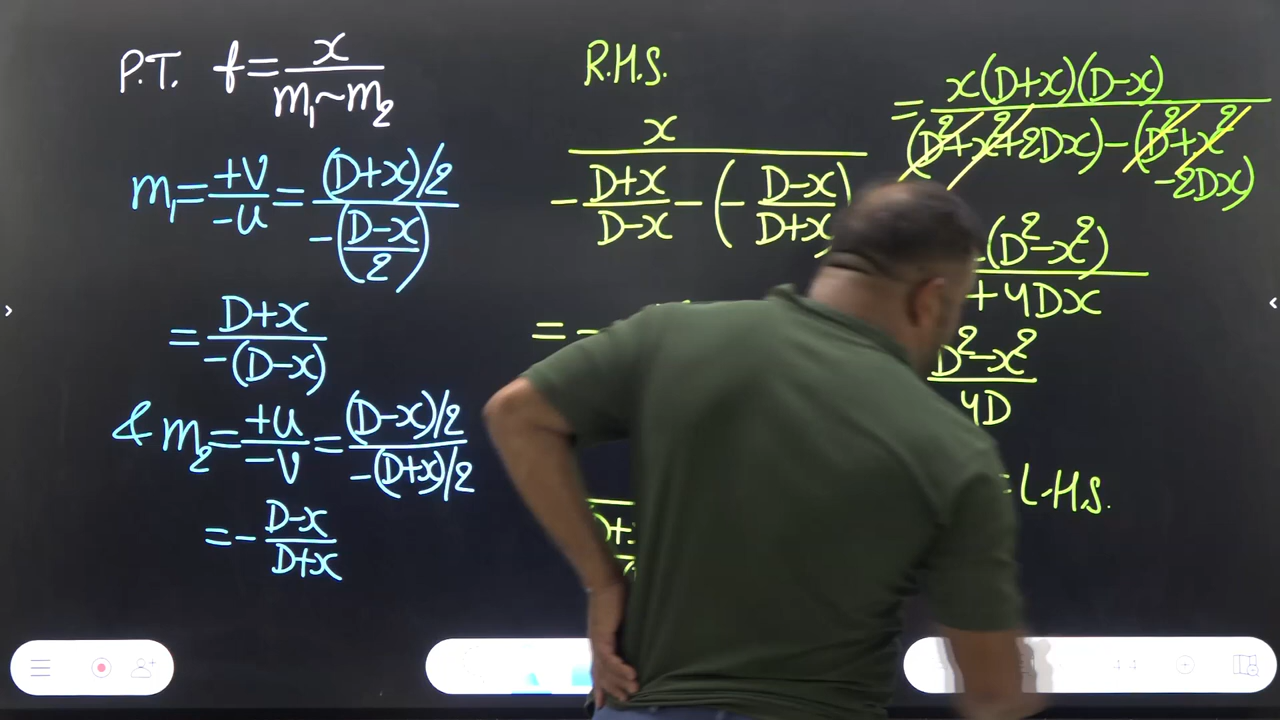 P.T. f = x / (m₁ ~ m₂)
m₁ = +v / -u = (D+x)/2 / -((D-x)/2)
= D+x / -(D-x)
& m₂ = +u / -v = (D-x)/2 / -(D+x)/2
= - D-x / D+x
R.H.S.
x / - D+x / D-x - (- D-x / D+x
= -
= x(D+x)(D-x) / (D²+x²+2Dx) - (D²+x² -2Dx)
(D²-x²) / +4Dx
D²-x² / 4D
= L.H.S.